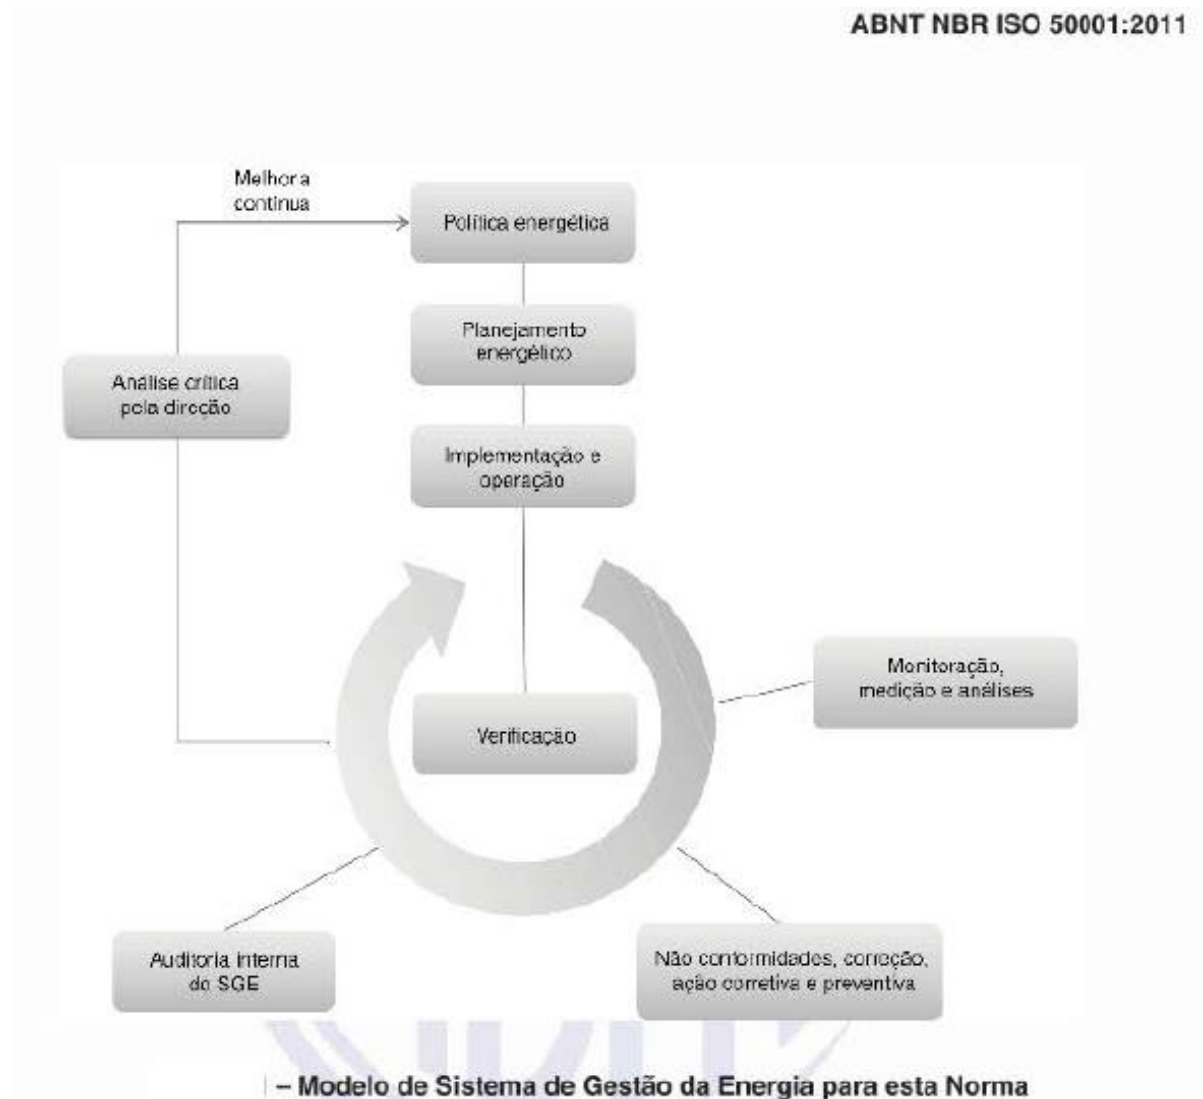 ABNT NBR ISO 50001:2011
Melhoria
contínua
Política energética
Planejamento
energético
Análise crítica
pela direção
Implementação e
operação
Monitoração,
medição e análises
Verificação
Auditoria interna
do SGE
Não conformidades, correção,
ação corretiva e preventiva
– Modelo de Sistema de Gestão da Energia para esta Norma